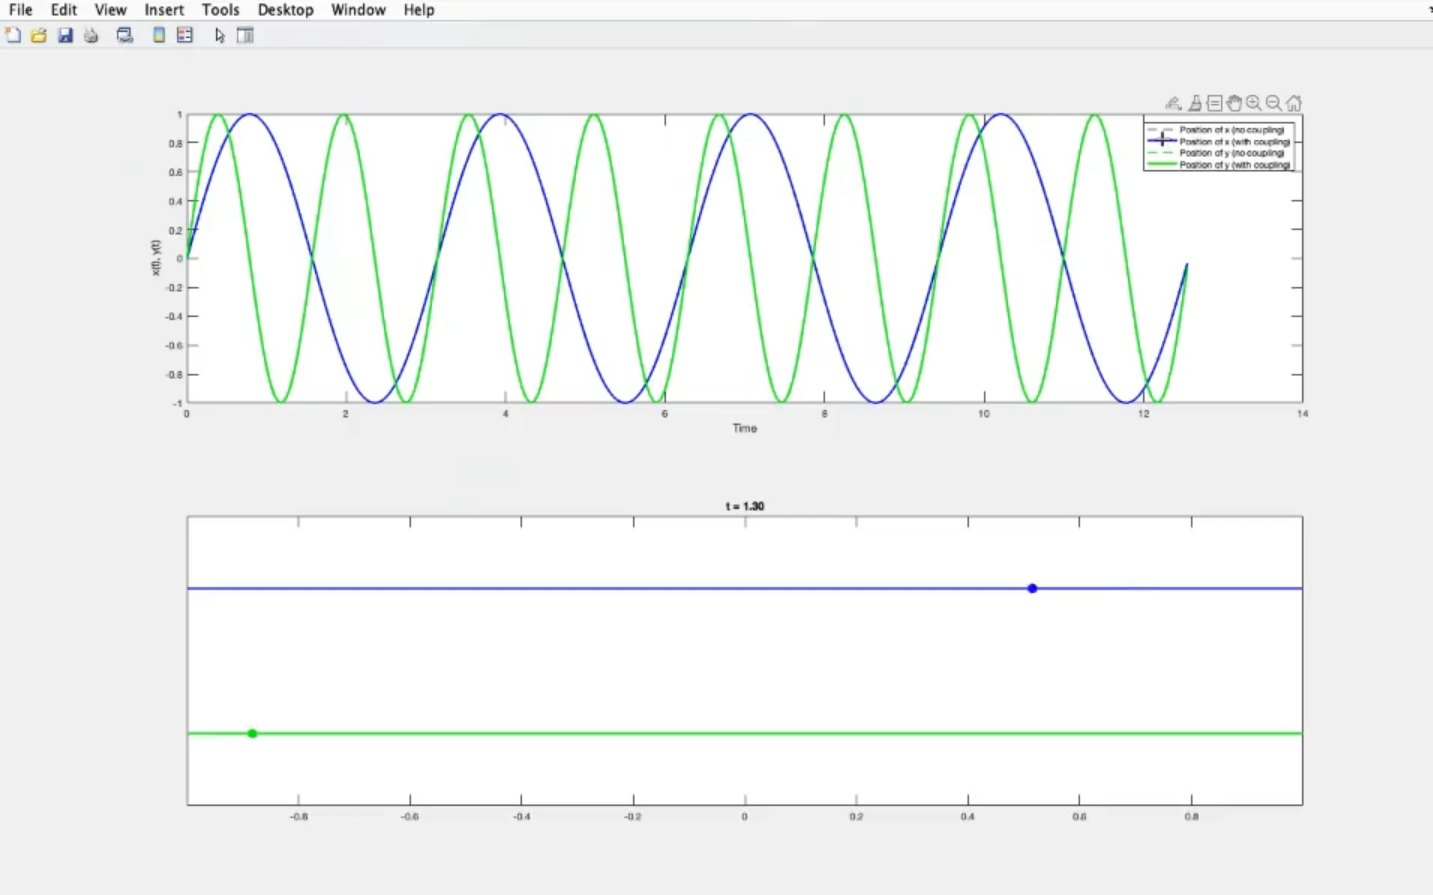 File Edit View Insert Tools Desktop Window Help
Position of x (no coupling)
Position of x (with coupling)
Position of y (no coupling)
Position of y (with coupling)
1
0.8
0.6
0.4
0.2
0
-0.2
-0.4
-0.6
-0.8
-1
x(t), y(t)
0 2 4 6 8 10 12 14
Time
t = 1.30
-0.8 -0.6 -0.4 -0.2 0 0.2 0.4 0.6 0.8